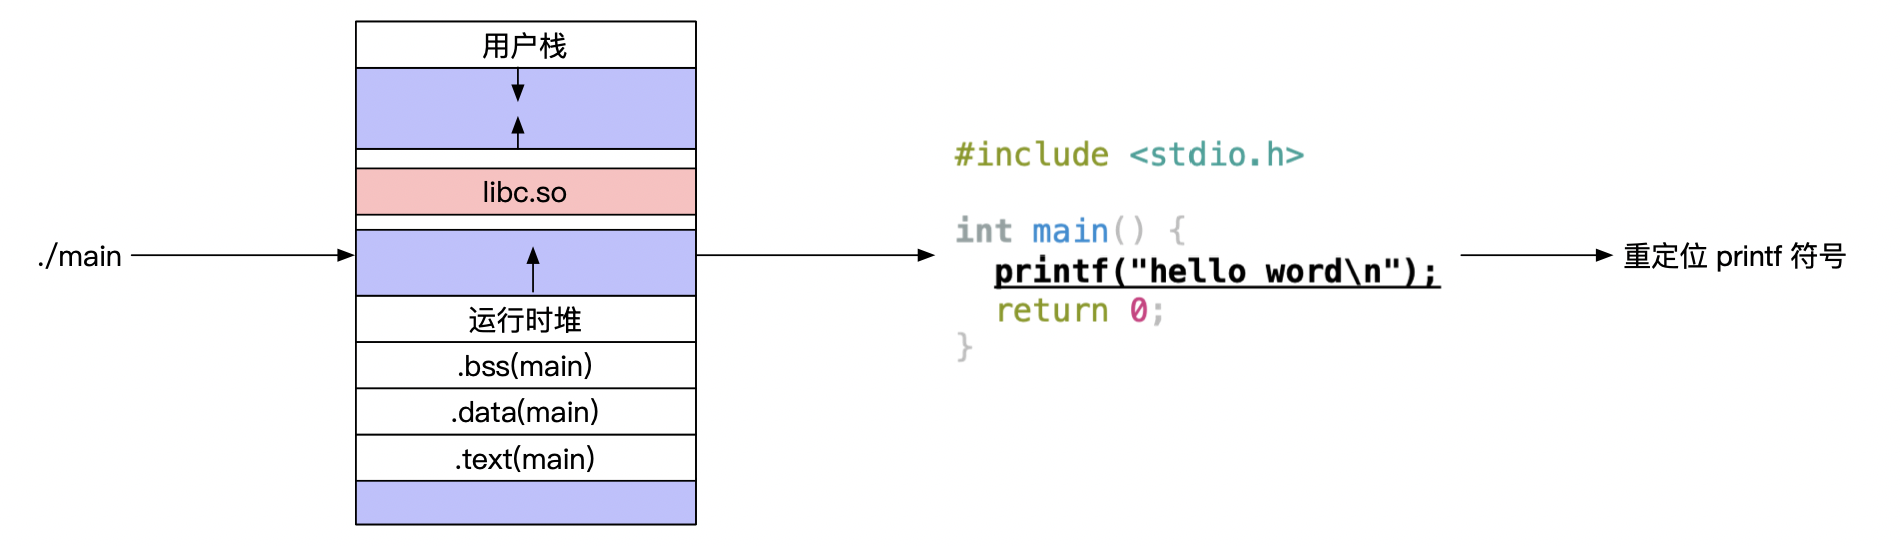 ./main
用户栈
libc.so
运行时堆
.bss(main)
.data(main)
.text(main)
#include <stdio.h>
int main() {
printf("hello word\n");
return 0;
}
重定位 printf 符号